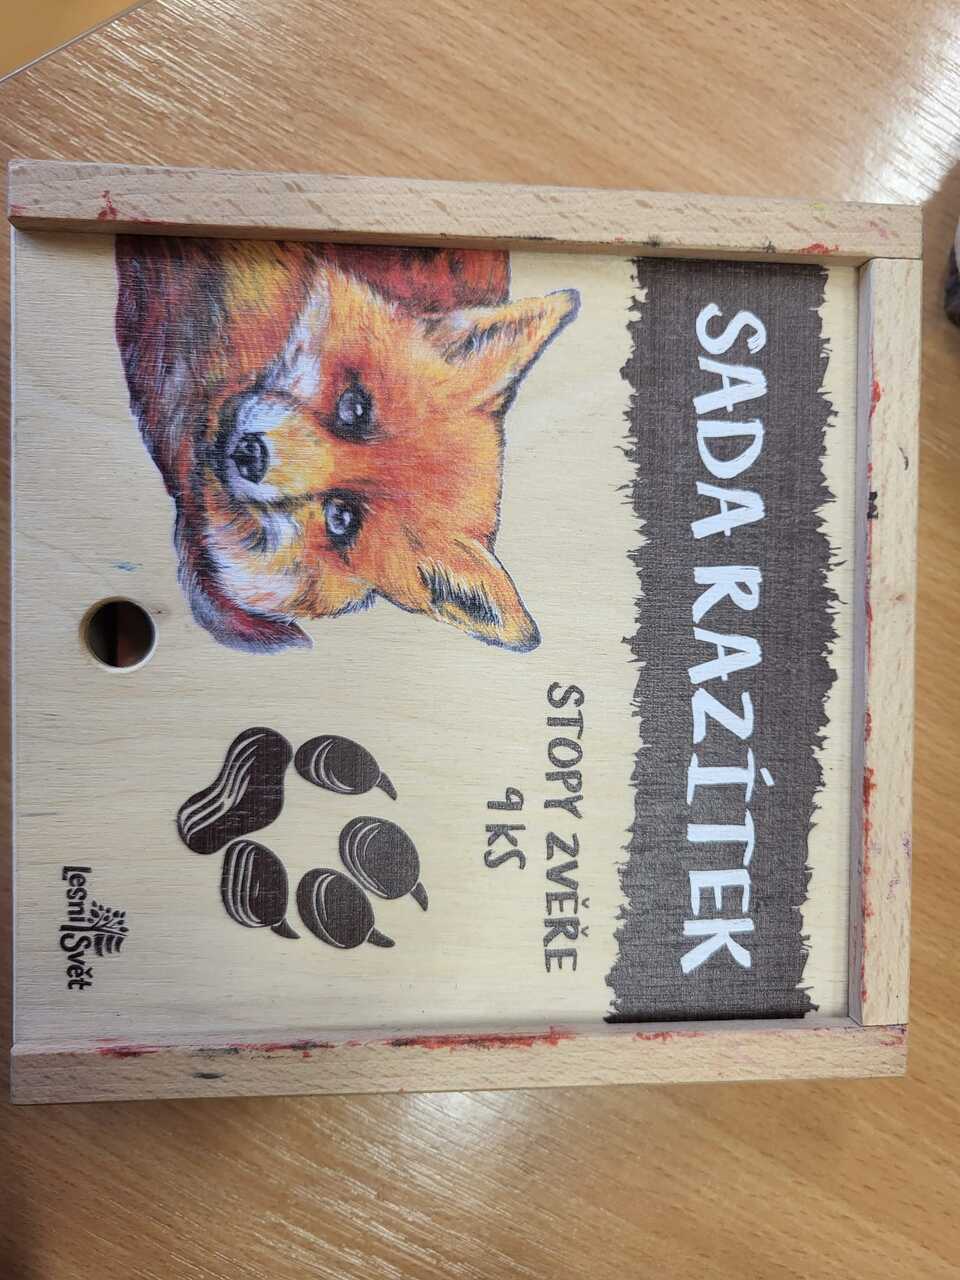 SADA RAZÍTEK
STOPY ZVĚŘE
9 KS
Lesní Svět